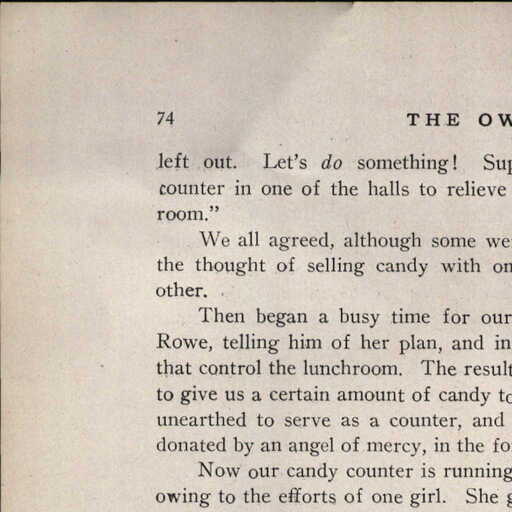 74 THE OW
left out. Let's do something! Sup
counter in one of the halls to relieve
room."
We all agreed, although some we
the thought of selling candy with on
other.
Then began a busy time for our
Rowe, telling him of her plan, and in
that control the lunchroom. The result
to give us a certain amount of candy to
unearthed to serve as a counter, and
donated by an angel of mercy, in the fo
Now our candy counter is running
owing to the efforts of one girl. She g